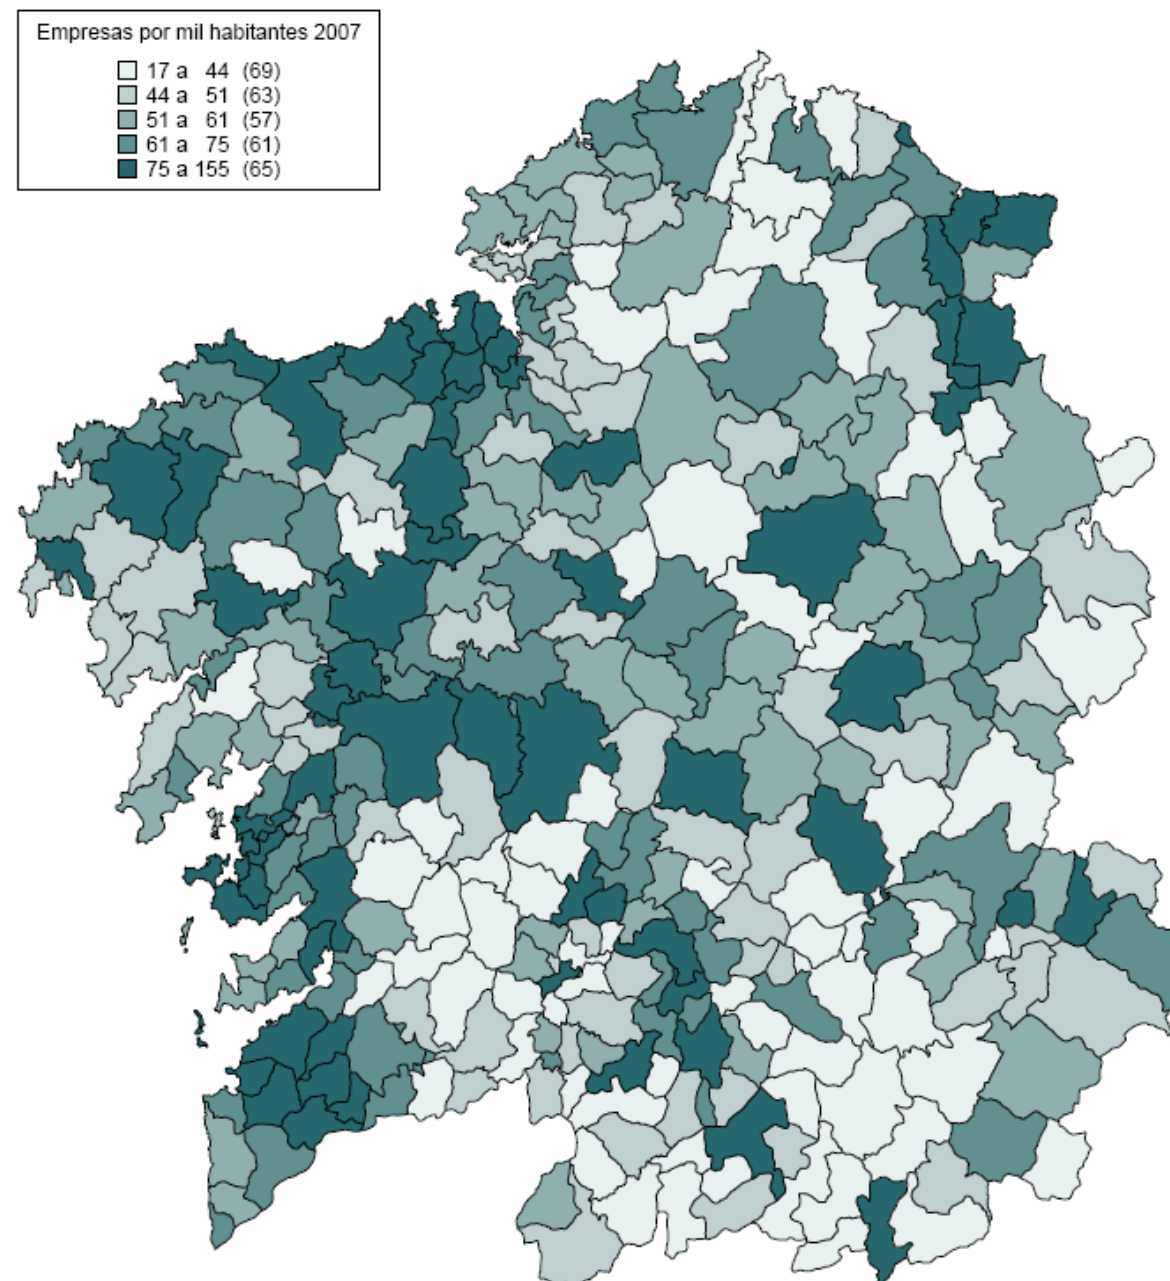 Empresas por mil habitantes 2007
17 a 44 (69)
44 a 51 (63)
51 a 61 (57)
61 a 75 (61)
75 a 155 (65)